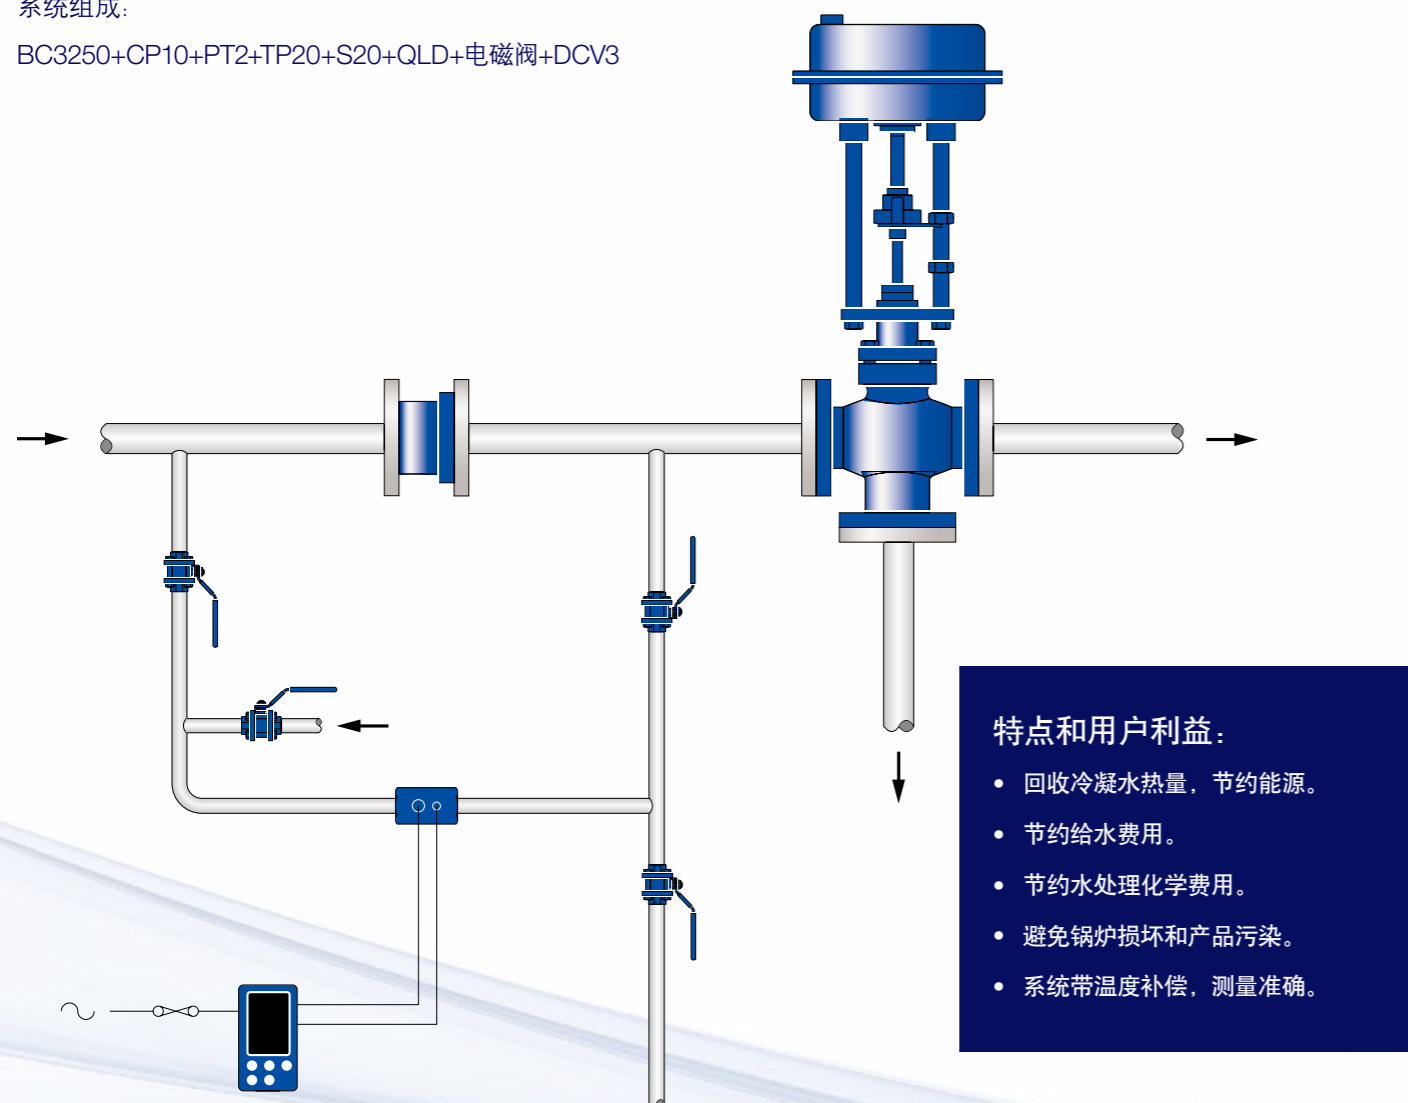 系统组成:
BC3250+CP10+PT2+TP20+S20+QLD+电磁阀+DCV3
特点和用户利益：
• 回收冷凝水热量，节约能源。
• 节约给水费用。
• 节约水处理化学费用。
• 避免锅炉损坏和产品污染。
• 系统带温度补偿，测量准确。